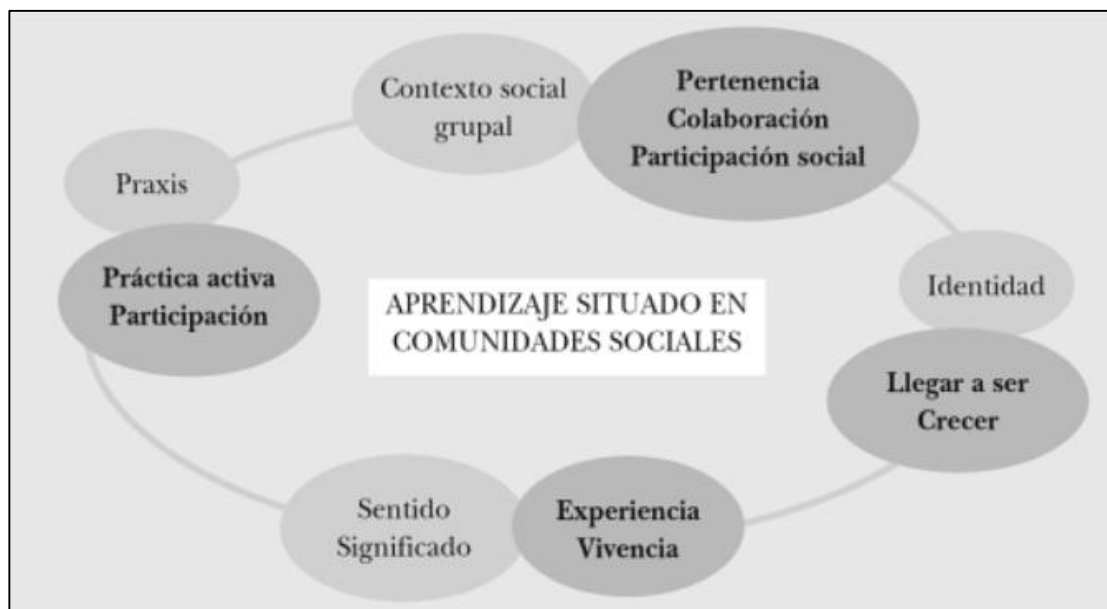 Contexto social
grupal
Pertenencia
Colaboración
Participación social
Praxis
Práctica activa
Participación
APRENDIZAJE SITUADO EN
COMUNIDADES SOCIALES
Identidad
Llegar a ser
Crecer
Sentido
Significado
Experiencia
Vivencia